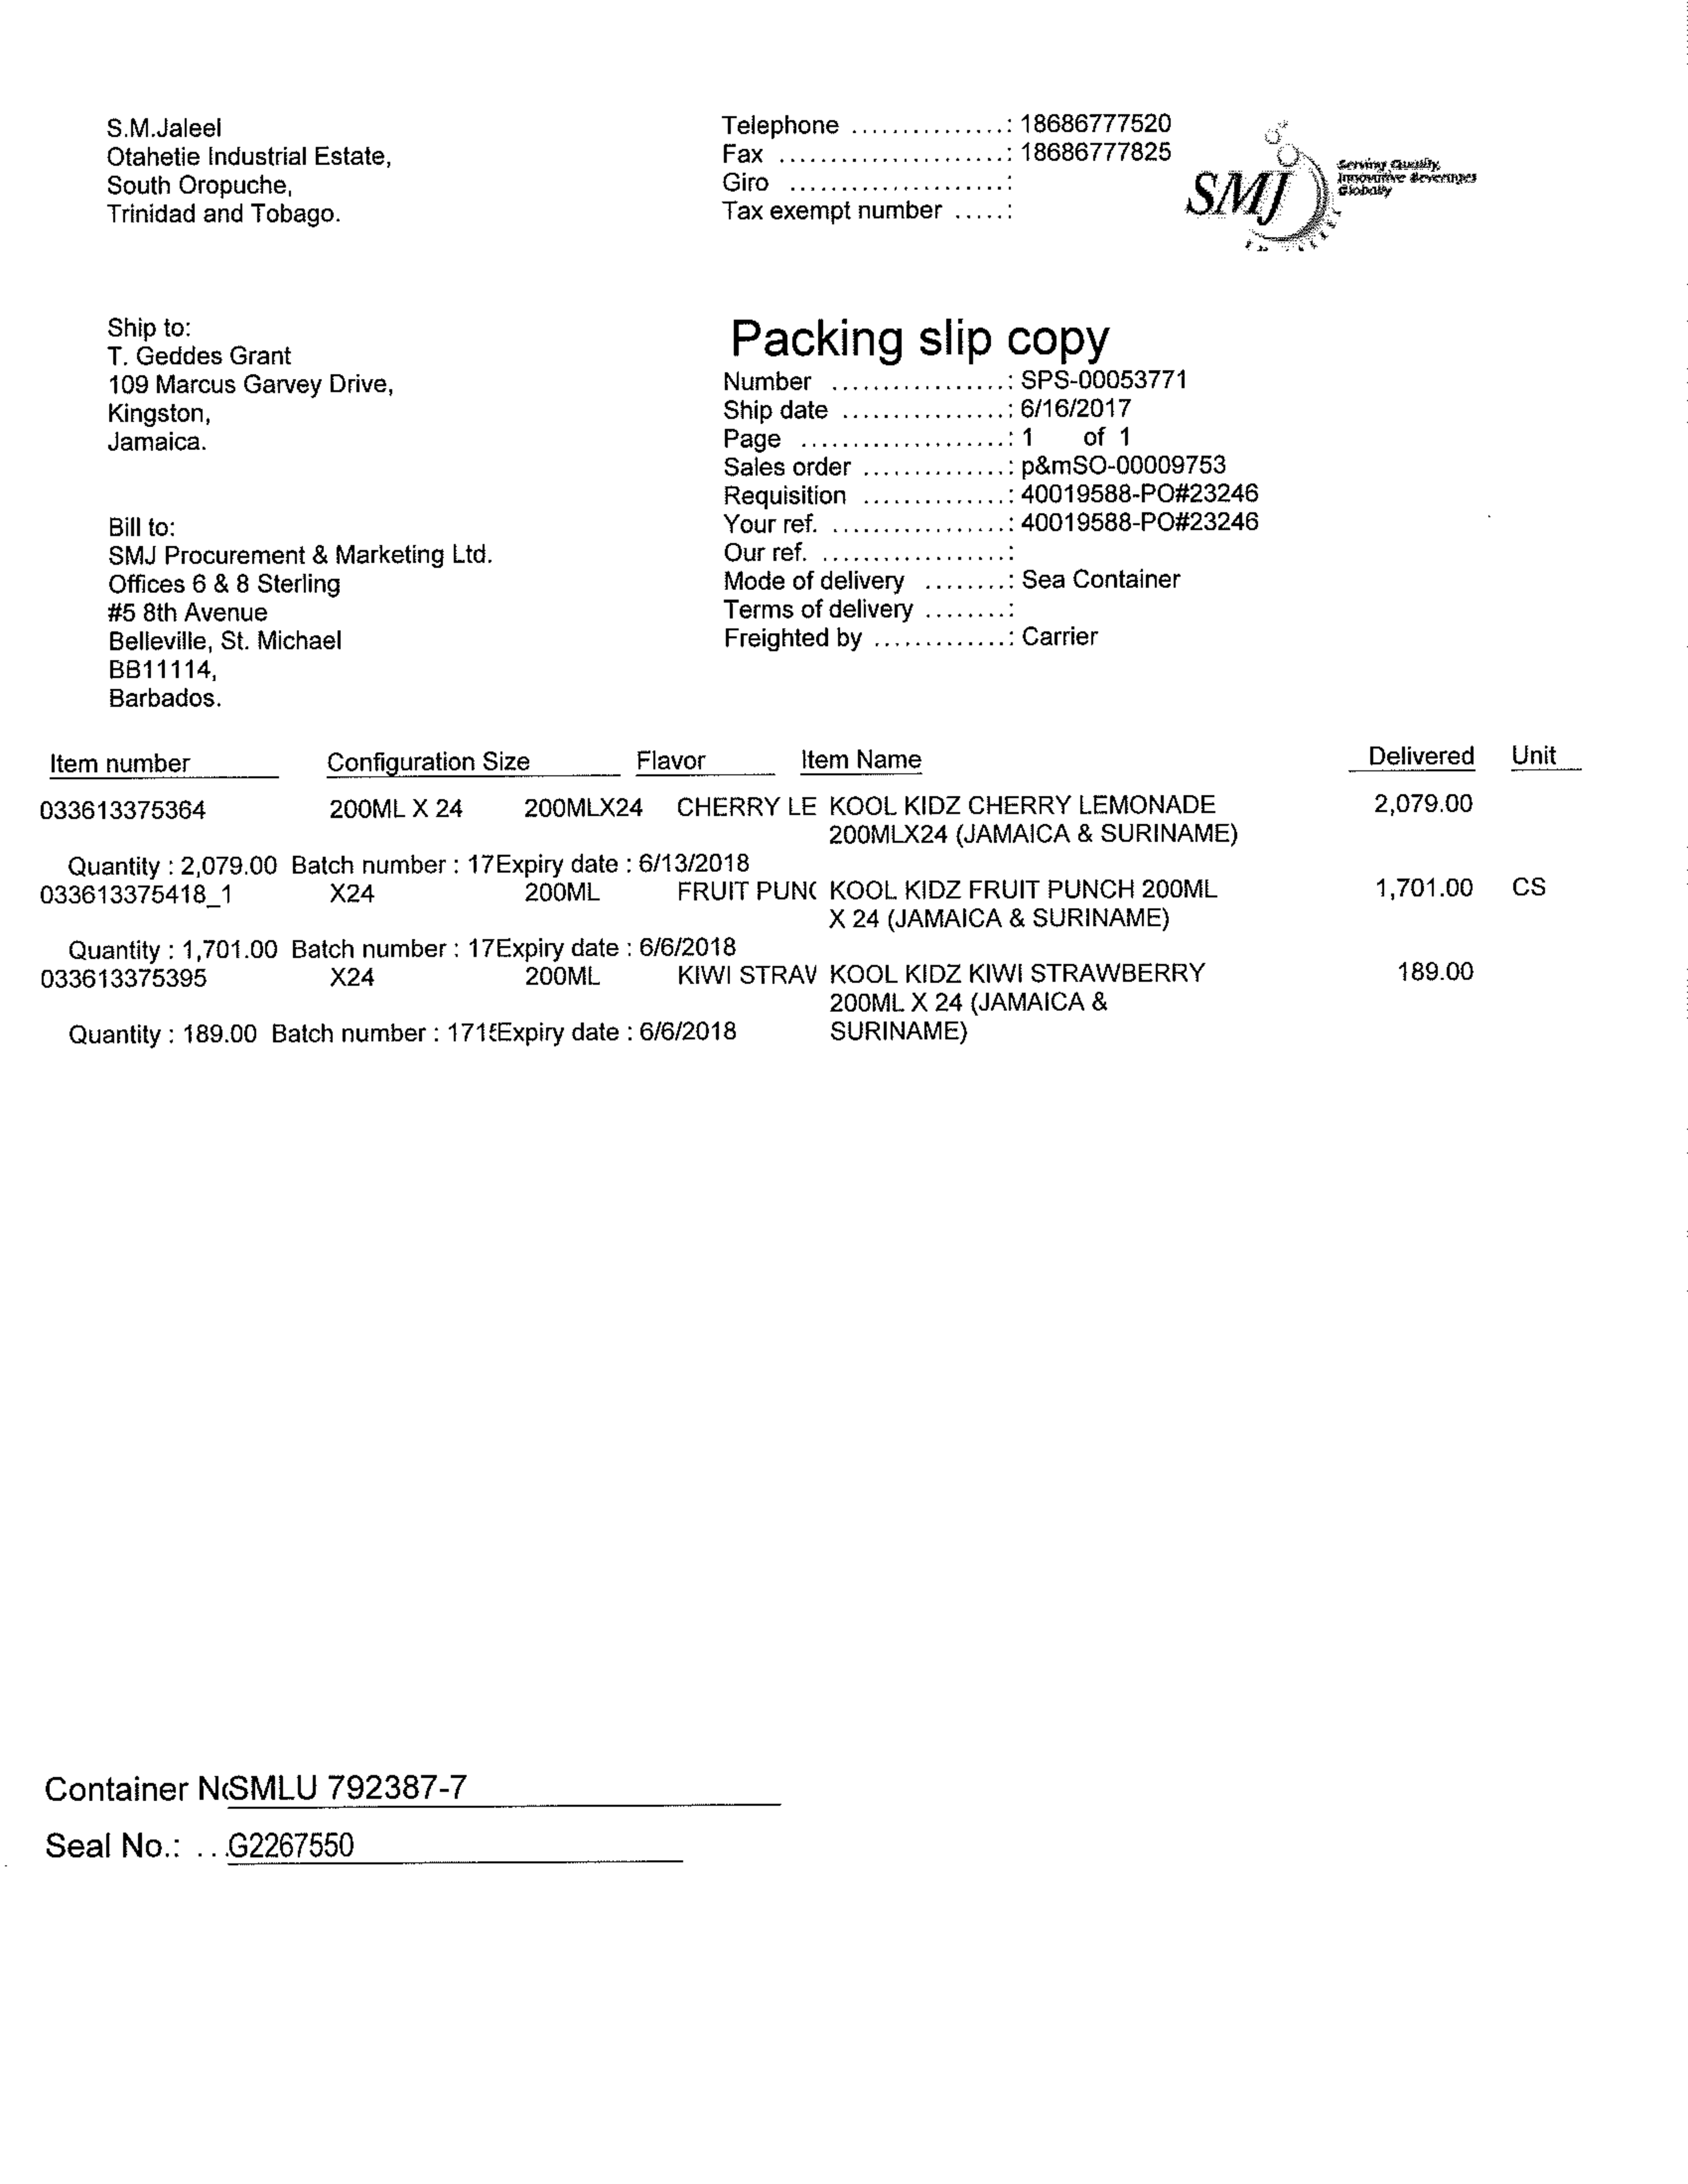 S.M.Jaleel
Otahetie Industrial Estate,
South Oropuche,
Trinidad and Tobago.
Telephone ...............: 18686777520
Fax ......................: 18686777825
Giro .....................:
Tax exempt number .....:
SMJ
Serving Quality,
Innovative Beverages
Globally
Ship to:
T. Geddes Grant
109 Marcus Garvey Drive,
Kingston,
Jamaica.
Bill to:
SMJ Procurement & Marketing Ltd.
Offices 6 & 8 Sterling
#5 8th Avenue
Belleville, St. Michael
BB11114,
Barbados.
Packing slip copy
Number .................: SPS-00053771
Ship date ................: 6/16/2017
Page ....................: 1 of 1
Sales order ..............: p&mSO-00009753
Requisition ..............: 40019588-PO#23246
Your ref. .................: 40019588-PO#23246
Our ref. ..................:
Mode of delivery ........: Sea Container
Terms of delivery ........:
Freighted by .............: Carrier
Item number Configuration Size Flavor Item Name Delivered Unit
033613375364 200ML X 24 200MLX24 CHERRY LE KOOL KIDZ CHERRY LEMONADE 2,079.00
200MLX24 (JAMAICA & SURINAME)
Quantity : 2,079.00 Batch number : 17Expiry date : 6/13/2018
033613375418_1 X24 200ML FRUIT PUN KOOL KIDZ FRUIT PUNCH 200ML 1,701.00 CS
X 24 (JAMAICA & SURINAME)
Quantity : 1,701.00 Batch number : 17Expiry date : 6/6/2018
033613375395 X24 200ML KIWI STRAW KOOL KIDZ KIWI STRAWBERRY 189.00
200ML X 24 (JAMAICA &
Quantity : 189.00 Batch number : 171Expiry date : 6/6/2018 SURINAME)
Container N SMLU 792387-7
Seal No.: ...G2267550